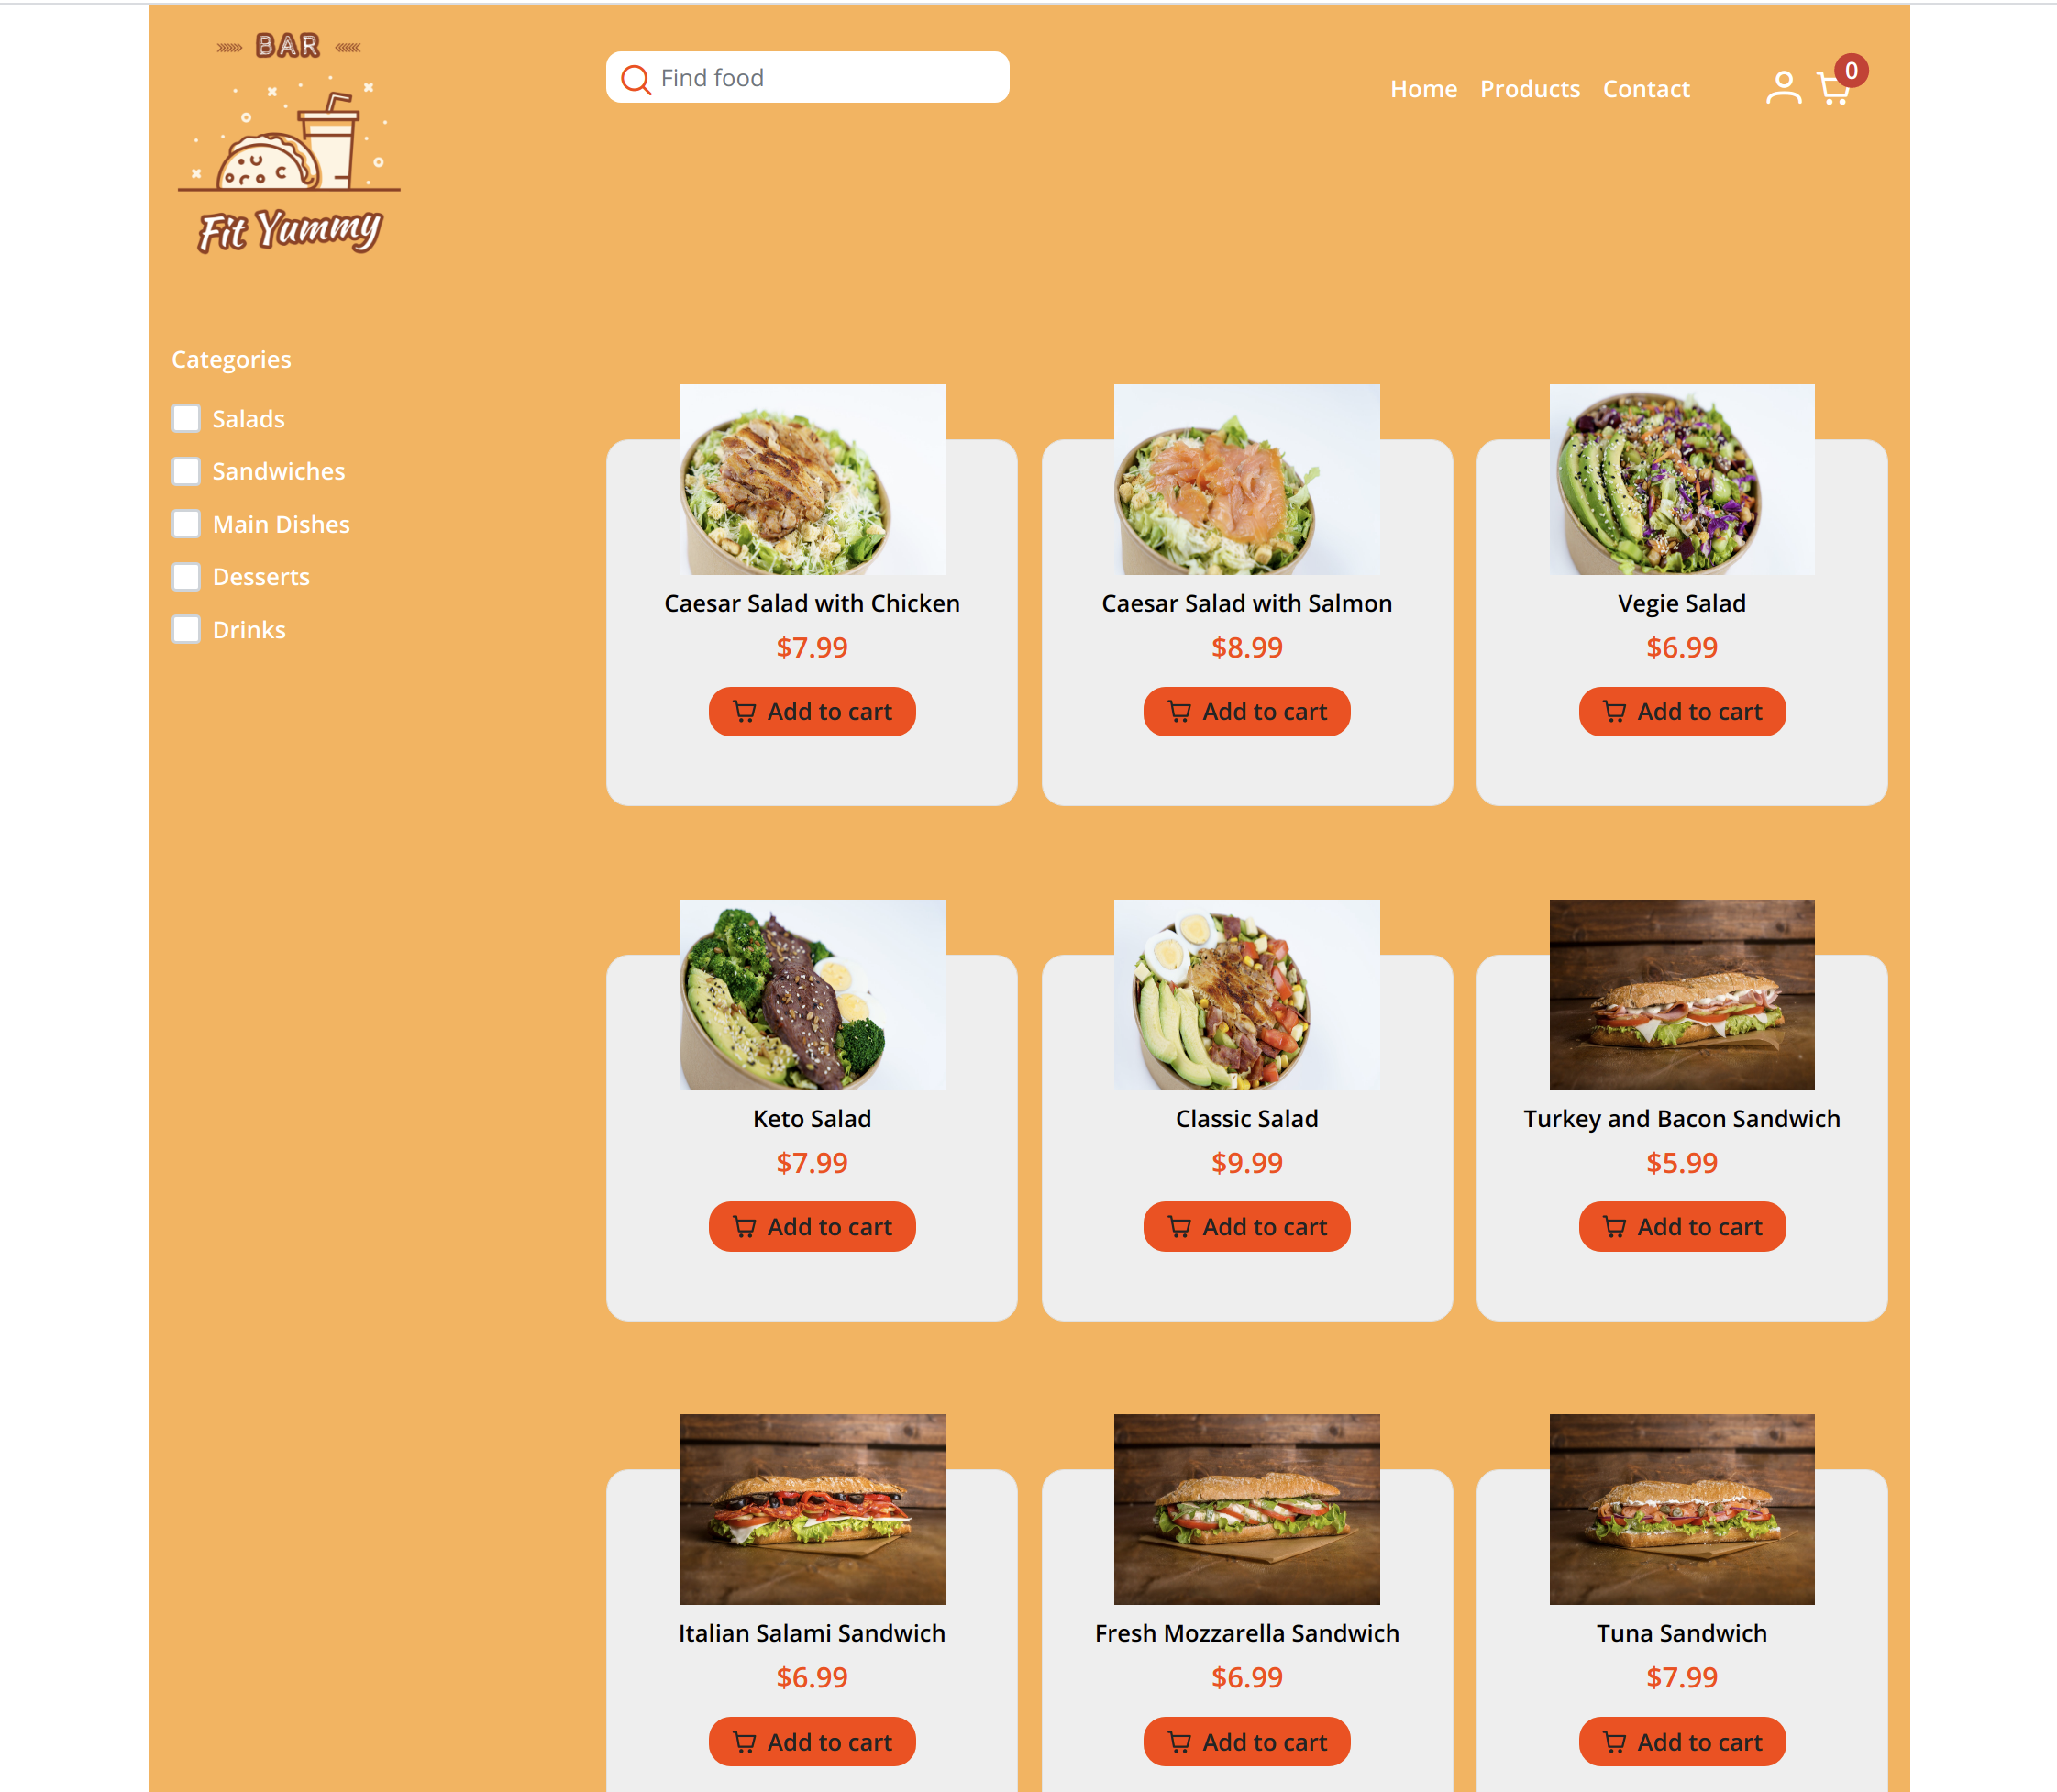 BAR
Fit Yummy
Find food
Home Products Contact
0
Categories
Salads
Sandwiches
Main Dishes
Desserts
Drinks
Caesar Salad with Chicken
$7.99
Add to cart
Caesar Salad with Salmon
$8.99
Add to cart
Vegie Salad
$6.99
Add to cart
Keto Salad
$7.99
Add to cart
Classic Salad
$9.99
Add to cart
Turkey and Bacon Sandwich
$5.99
Add to cart
Italian Salami Sandwich
$6.99
Add to cart
Fresh Mozzarella Sandwich
$6.99
Add to cart
Tuna Sandwich
$7.99
Add to cart